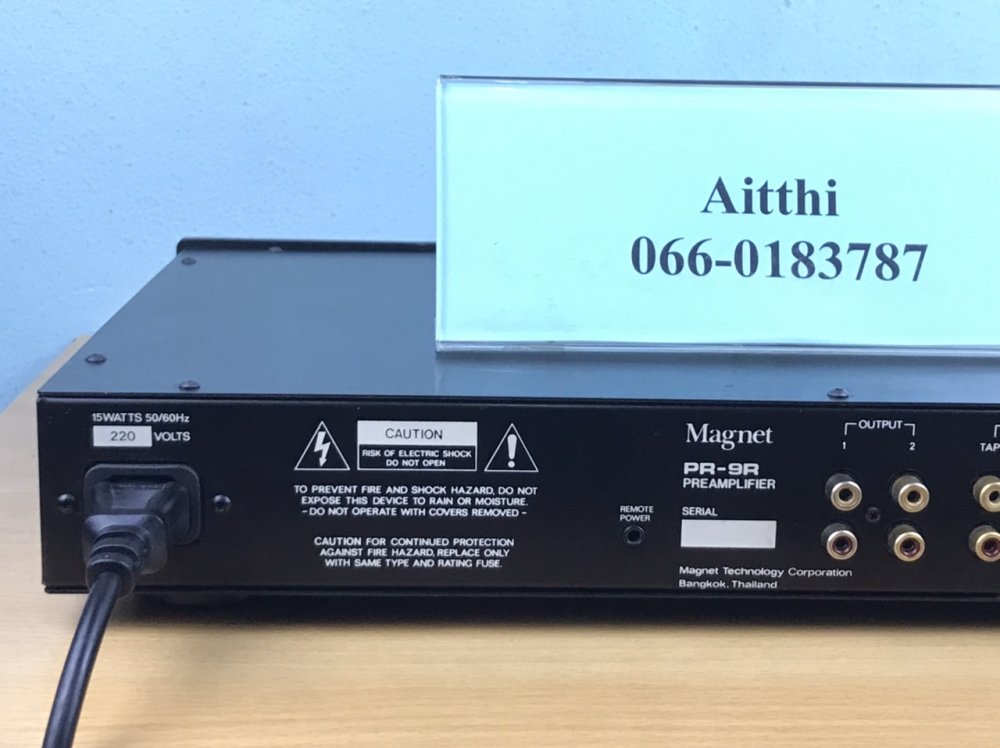 Aitthi
066-0183787
15WATTS 50/60Hz
220 VOLTS
CAUTION
RISK OF ELECTRIC SHOCK
DO NOT OPEN
TO PREVENT FIRE AND SHOCK HAZARD, DO NOT
EXPOSE THIS DEVICE TO RAIN OR MOISTURE.
- DO NOT OPERATE WITH COVERS REMOVED -
CAUTION FOR CONTINUED PROTECTION
AGAINST FIRE HAZARD, REPLACE ONLY
WITH SAME TYPE AND RATING FUSE.
REMOTE
POWER
Magnet
PR-9R
PREAMPLIFIER
SERIAL
Magnet Technology Corporation
Bangkok, Thailand
OUTPUT
1 2
TAP